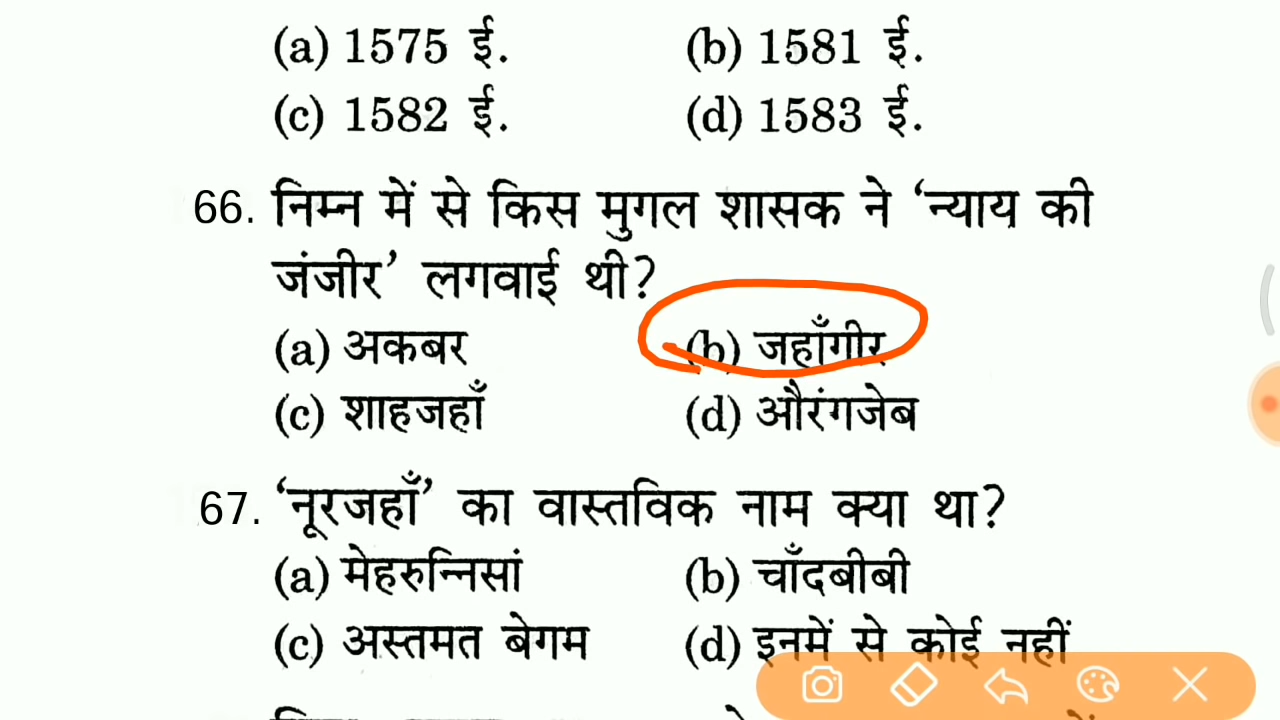 (a) 1575 ई. (b) 1581 ई.
(c) 1582 ई. (d) 1583 ई.
66. निम्न में से किस मुगल शासक ने ‘न्याय की
जंजीर’ लगवाई थी?
(a) अकबर (b) जहाँगीर
(c) शाहजहाँ (d) औरंगजेब
67. ‘नूरजहाँ’ का वास्तविक नाम क्या था?
(a) मेहरुन्निसां (b) चाँदबीबी
(c) अस्तमत बेगम (d) इनमें से कोई नहीं